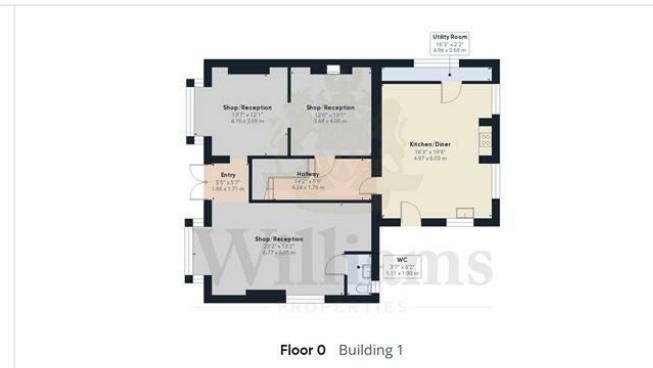 Utility Room
16'3" x 2'2"
4.96 x 0.68 m
Shop/Reception
13'7" x 12'1"
4.16 x 3.69 m
Shop/Reception
12'0" x 13'1"
3.68 x 4.00 m
Kitchen/Diner
16'3" x 19'9"
4.97 x 6.03 m
Entry
5'5" x 5'7"
1.66 x 1.71 m
Hallway
14'2" x 5'9"
4.34 x 1.76 m
Shop/Reception
22'2" x 13'2"
6.77 x 4.03 m
WC
3'7" x 6'2"
1.11 x 1.90 m
Williams
PROPERTIES
Floor 0 Building 1